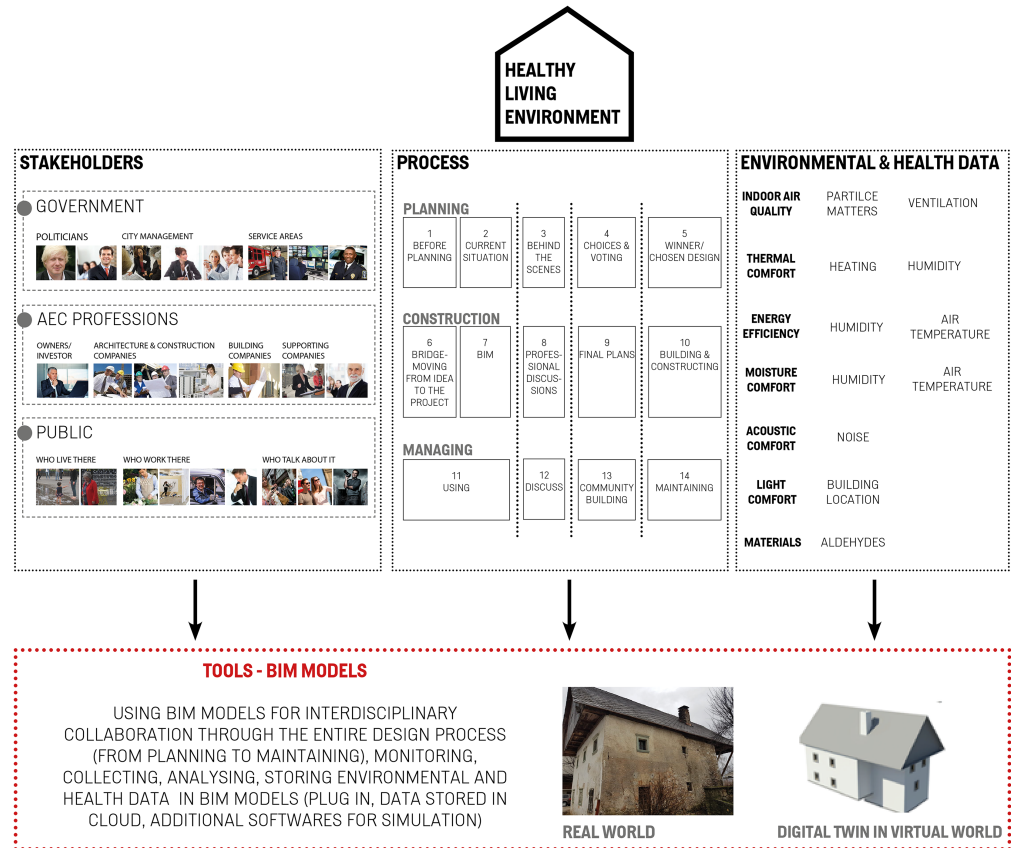 HEALTHY
LIVING
ENVIRONMENT
STAKEHOLDERS
GOVERNMENT
POLITICIANS
CITY MANAGEMENT
SERVICE AREAS
AEC PROFESSIONS
OWNERS/
INVESTOR
ARCHITECTURE & CONSTRUCTION
COMPANIES
BUILDING
COMPANIES
SUPPORTING
COMPANIES
PUBLIC
WHO LIVE THERE
WHO WORK THERE
WHO TALK ABOUT IT
PROCESS
PLANNING
1
BEFORE
PLANNING
2
CURRENT
SITUATION
3
BEHIND
THE
SCENES
4
CHOICES &
VOTING
5
WINNER/
CHOSEN DESIGN
CONSTRUCTION
6
BRIDGE-
MOVING
FROM IDEA
TO THE
PROJECT
7
BIM
8
PROFES-
SIONAL
DISCUS-
SIONS
9
FINAL PLANS
10
BUILDING &
CONSTRUCTING
MANAGING
11
USING
12
DISCUSS
13
COMMUNITY
BUILDING
14
MAINTAINING
ENVIRONMENTAL & HEALTH DATA
INDOOR AIR
QUALITY
PARTILCE
MATTERS
VENTILATION
THERMAL
COMFORT
HEATING
HUMIDITY
ENERGY
EFFICIENCY
HUMIDITY
AIR
TEMPERATURE
MOISTURE
COMFORT
HUMIDITY
AIR
TEMPERATURE
ACOUSTIC
COMFORT
NOISE
LIGHT
COMFORT
BUILDING
LOCATION
MATERIALS
ALDEHYDES
TOOLS - BIM MODELS
USING BIM MODELS FOR INTERDISCIPLINARY
COLLABORATION THROUGH THE ENTIRE DESIGN PROCESS
(FROM PLANNING TO MAINTAINING), MONITORING,
COLLECTING, ANALYSING, STORING ENVIRONMENTAL AND
HEALTH DATA IN BIM MODELS (PLUG IN, DATA STORED IN
CLOUD, ADDITIONAL SOFTWARES FOR SIMULATION)
REAL WORLD
DIGITAL TWIN IN VIRTUAL WORLD